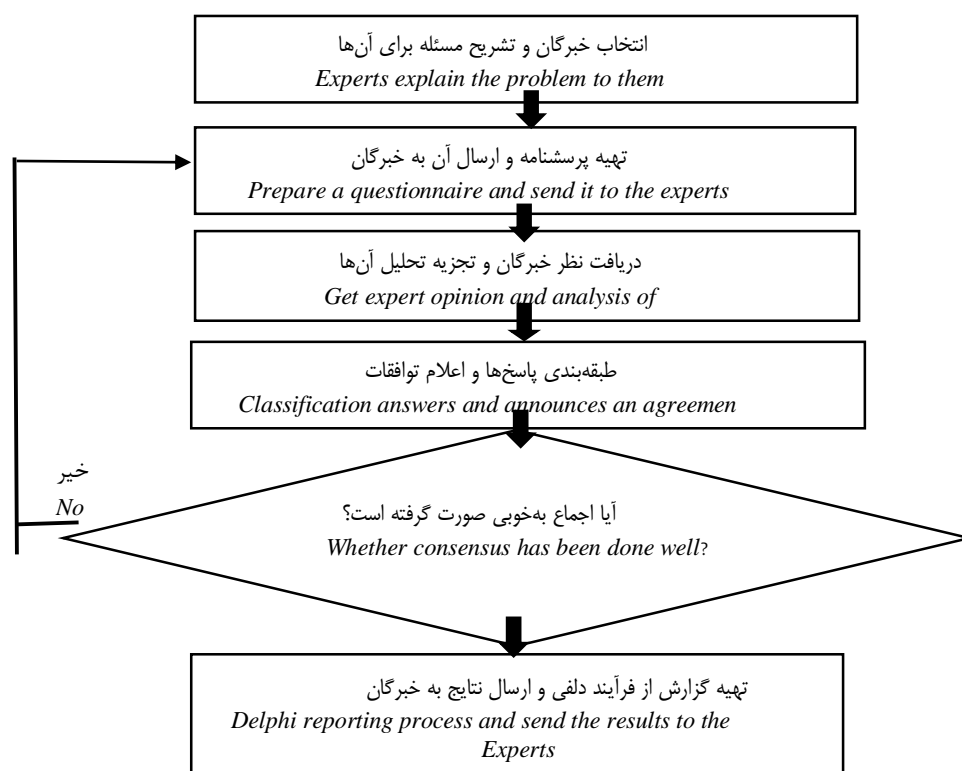 انتخاب خبرگان و تشریح مسئله برای آن‌ها
Experts explain the problem to them
تهیه پرسشنامه و ارسال آن به خبرگان
Prepare a questionnaire and send it to the experts
دریافت نظر خبرگان و تجزیه تحلیل آن‌ها
Get expert opinion and analysis of
طبقه‌بندی پاسخ‌ها و اعلام توافقات
Classification answers and announces an agreemen
خیر
No
آیا اجماع به‌خوبی صورت گرفته است؟
Whether consensus has been done well?
تهیه گزارش از فرآیند دلفی و ارسال نتایج به خبرگان
Delphi reporting process and send the results to the
Experts